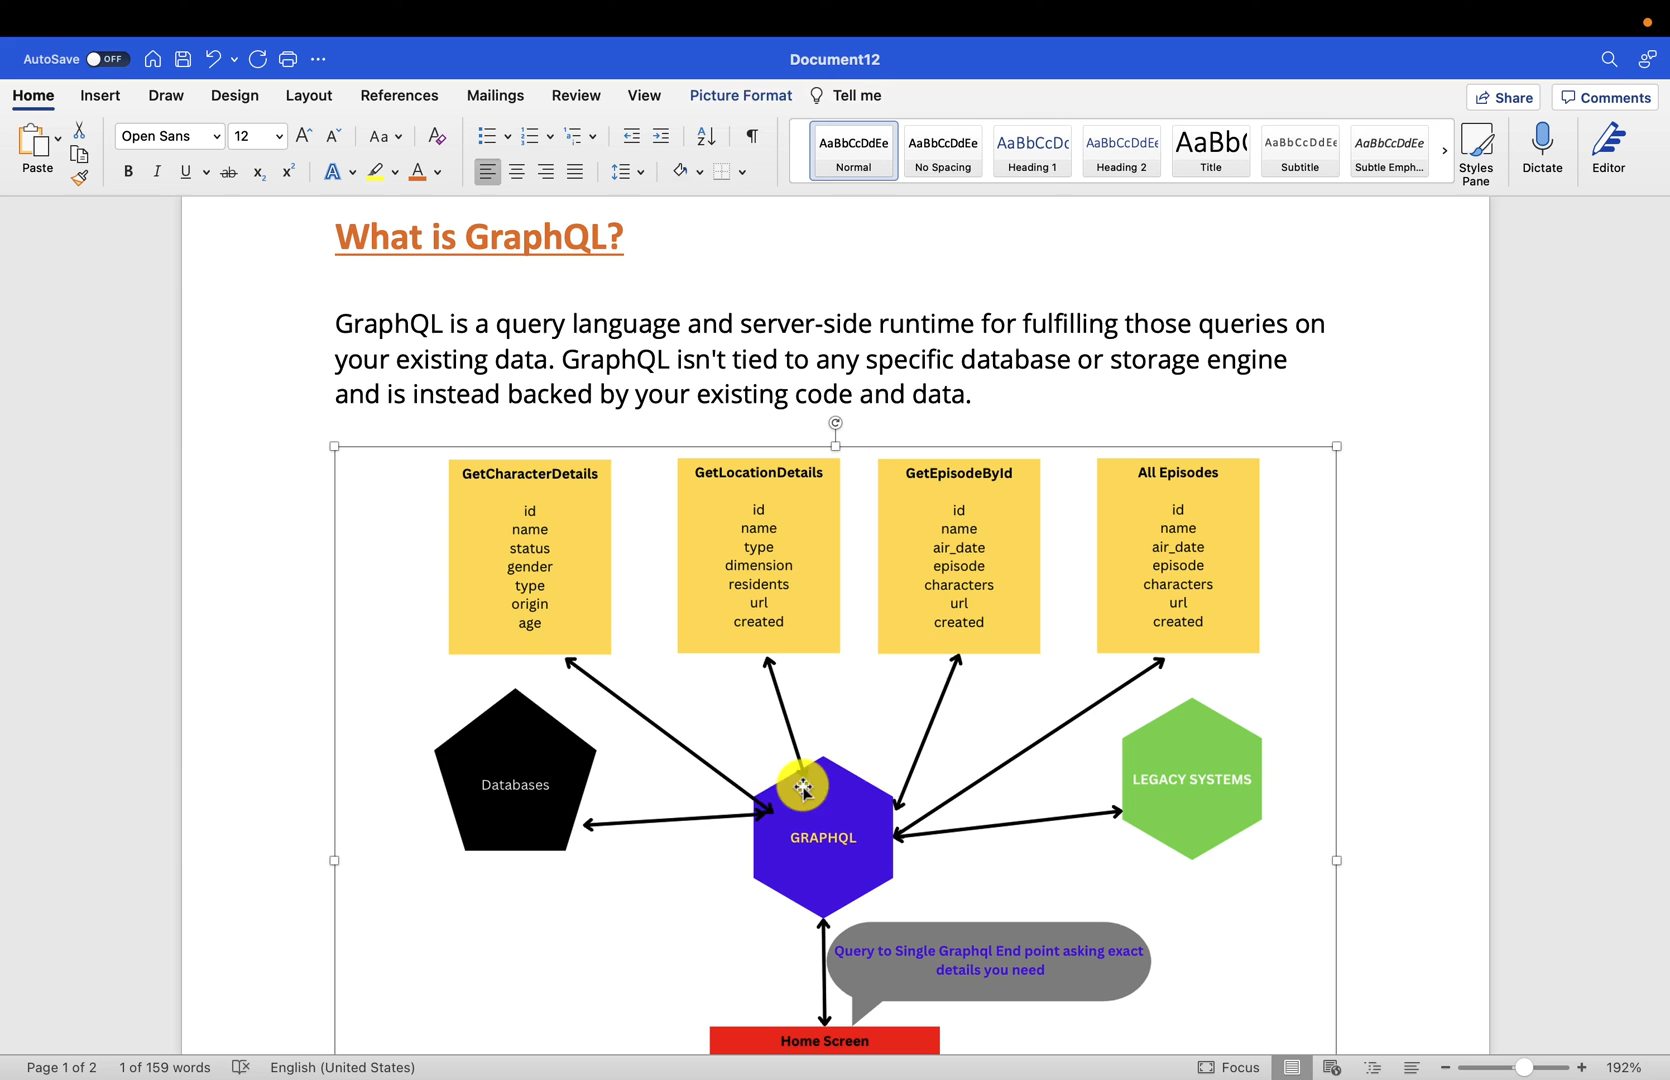 Document12
AutoSave OFF
Home Insert Draw Design Layout References Mailings Review View Picture Format Tell me
Share Comments
Paste
Open Sans 12
Aa
AaBbCcDdEe
Normal
AaBbCcDdEe
No Spacing
AaBbCcDc
Heading 1
AaBbCcDdEe
Heading 2
AaBb(
Title
AaBbCcDdEe
Subtitle
AaBbCcDdEe
Subtle Emph...
Styles
Pane
Dictate
Editor
What is GraphQL?
GraphQL is a query language and server-side runtime for fulfilling those queries on
your existing data. GraphQL isn't tied to any specific database or storage engine
and is instead backed by your existing code and data.
GetCharacterDetails
id
name
status
gender
type
origin
age
GetLocationDetails
id
name
type
dimension
residents
url
created
GetEpisodeById
id
name
air_date
episode
characters
url
created
All Episodes
id
name
air_date
episode
characters
url
created
Databases
GRAPHQL
LEGACY SYSTEMS
Query to Single Graphql End point asking exact
details you need
Home Screen
Page 1 of 2 1 of 159 words English (United States) Focus 192%